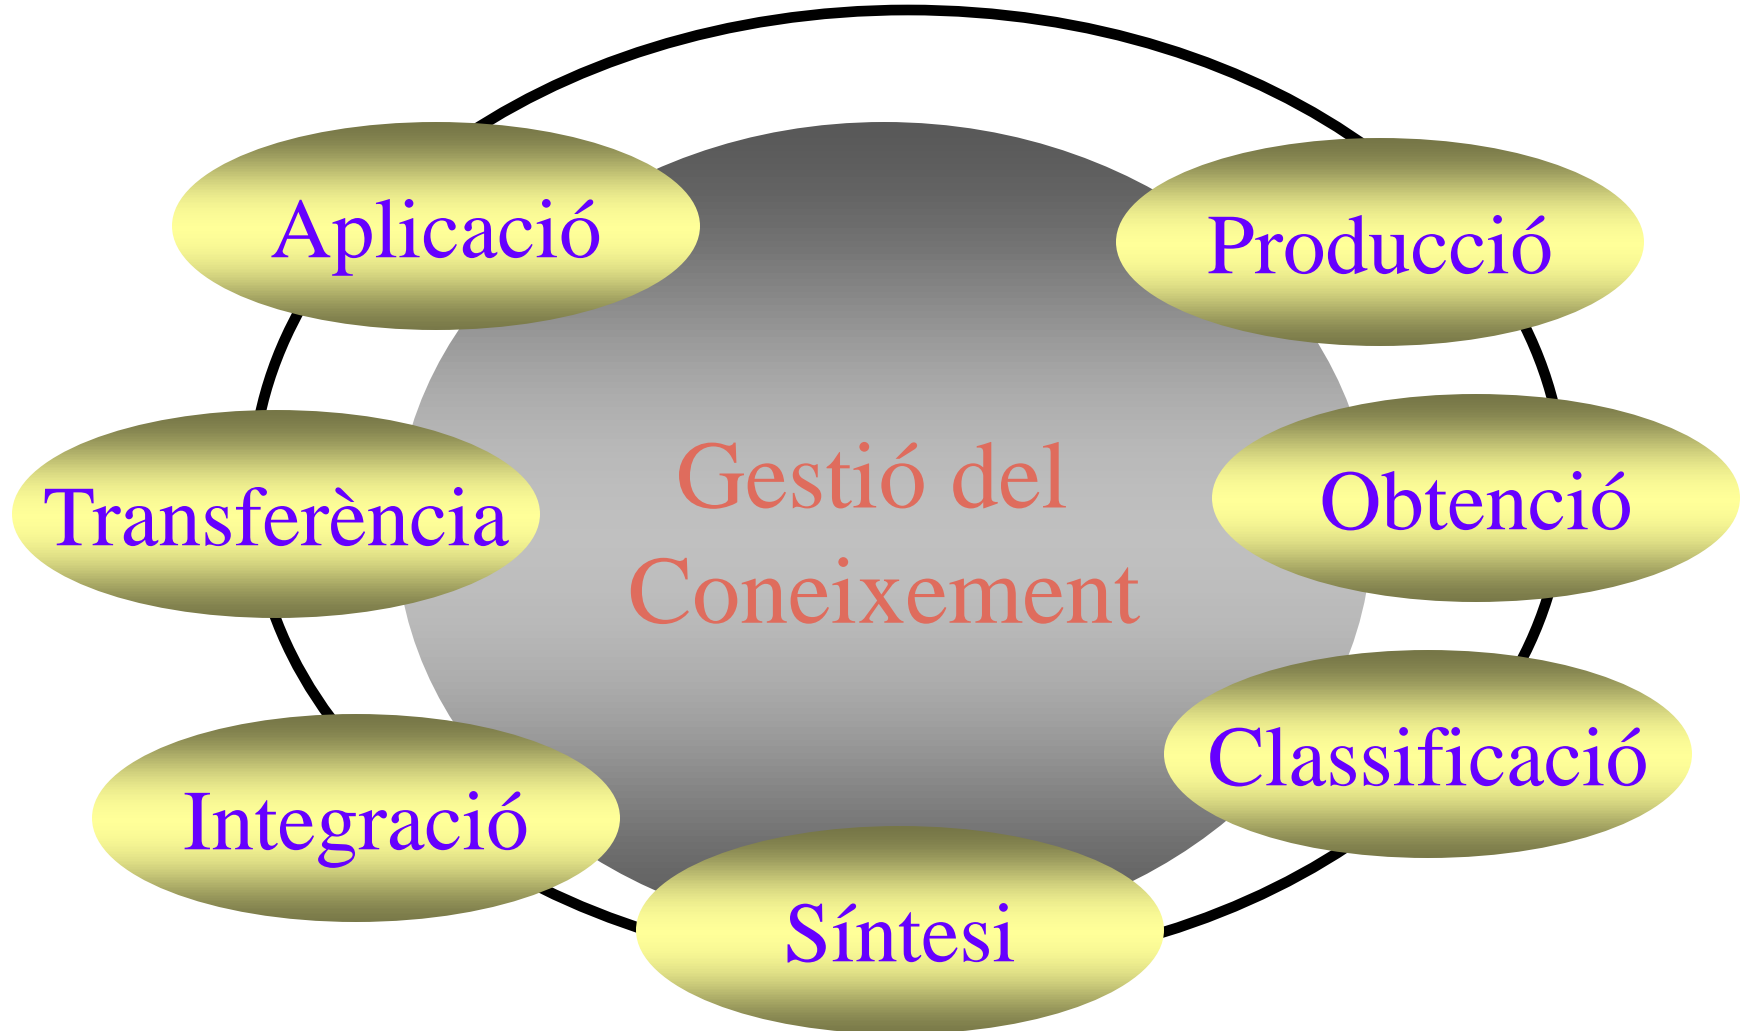 Aplicació
Producció
Transferència
Gestió del
Coneixement
Obtenció
Classificació
Integració
Síntesi